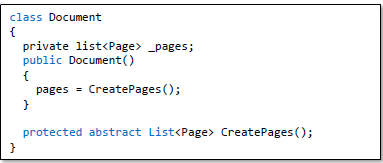 class Document
{
private list<Page> _pages;
public Document()
{
pages = CreatePages();
}
protected abstract List<Page> CreatePages();
}